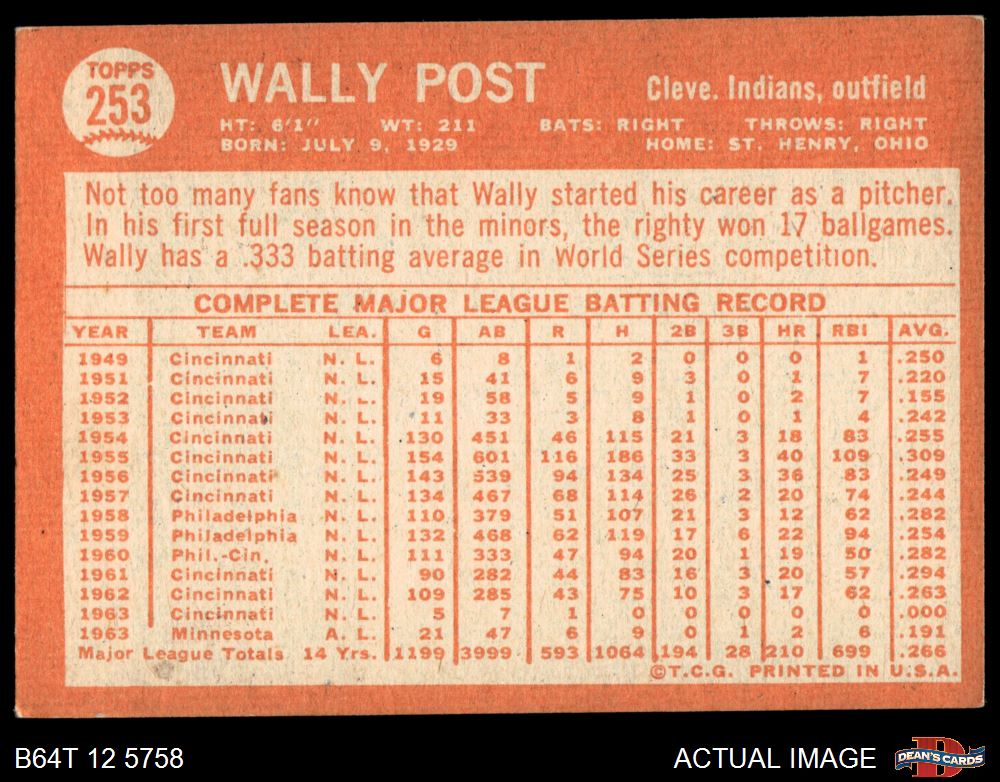 TOPPS
253
WALLY POST
Cleve. Indians, outfield
HT: 6'1" WT: 211 BATS: RIGHT THROWS: RIGHT
BORN: JULY 9, 1929 HOME: ST. HENRY, OHIO
Not too many fans know that Wally started his career as a pitcher.
In his first full season in the minors, the righty won 17 ballgames.
Wally has a .333 batting average in World Series competition.
COMPLETE MAJOR LEAGUE BATTING RECORD
YEAR TEAM LEA. G AB R H 2B 3B HR RBI AVG.
1949 Cincinnati N. L. 6 8 1 2 0 0 0 1 .250
1951 Cincinnati N. L. 15 41 6 9 3 0 1 7 .220
1952 Cincinnati N. L. 19 58 5 9 1 0 2 7 .155
1953 Cincinnati N. L. 11 33 3 8 1 0 1 4 .242
1954 Cincinnati N. L. 130 451 46 115 21 3 18 83 .255
1955 Cincinnati N. L. 154 601 116 186 33 3 40 109 .309
1956 Cincinnati N. L. 143 539 94 134 25 3 36 83 .249
1957 Cincinnati N. L. 134 467 68 114 26 2 20 74 .244
1958 Philadelphia N. L. 110 379 51 107 21 3 12 62 .282
1959 Philadelphia N. L. 132 468 62 119 17 6 22 94 .254
1960 Phil.-Cin. N. L. 111 333 47 94 20 1 19 50 .282
1961 Cincinnati N. L. 90 282 44 83 16 3 20 57 .294
1962 Cincinnati N. L. 109 285 43 75 10 3 17 62 .263
1963 Cincinnati N. L. 5 7 1 0 0 0 0 0 .000
1963 Minnesota A. L. 21 47 6 9 0 1 2 6 .191
Major League Totals 14 Yrs. 1199 3999 593 1064 194 28 210 699 .266
©T.C.G. PRINTED IN U.S.A.
B64T 12 5758
ACTUAL IMAGE
D
DEAN'S CARDS